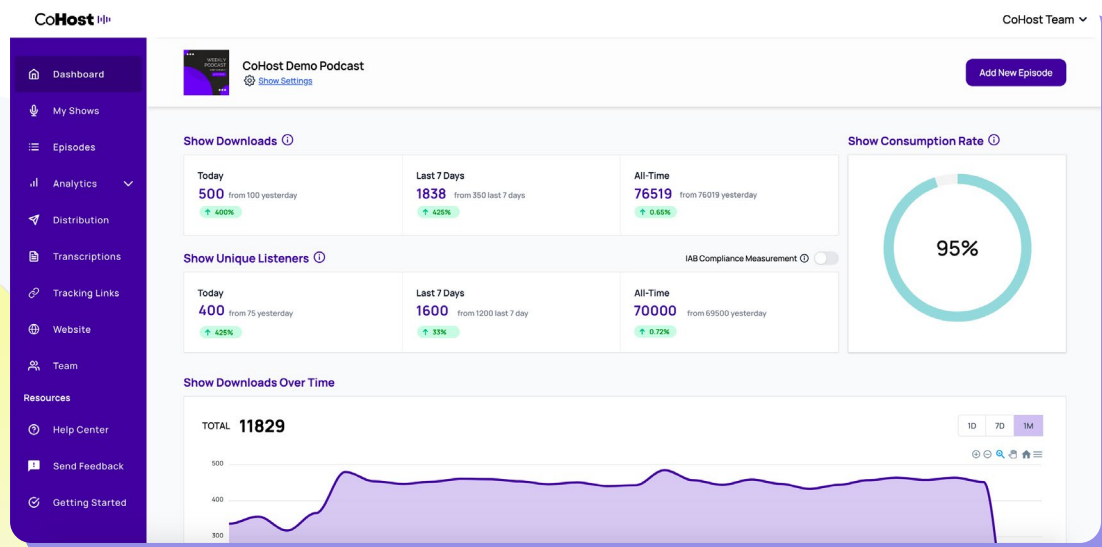 CoHost
CoHost Team
Dashboard
My Shows
Episodes
Analytics
Distribution
Transcriptions
Tracking Links
Website
Team
Resources
Help Center
Send Feedback
Getting Started
WEEKLY
PODCAST
CoHost Demo Podcast
Show Settings
Add New Episode
Show Downloads
Today
500 from 100 yesterday
↑ 400%
Last 7 Days
1838 from 350 last 7 days
↑ 425%
All-Time
76519 from 76019 yesterday
↑ 0.65%
Show Consumption Rate
95%
Show Unique Listeners
IAB Compliance Measurement
Today
400 from 75 yesterday
↑ 425%
Last 7 Days
1600 from 1200 last 7 day
↑ 33%
All-Time
70000 from 69500 yesterday
↑ 0.72%
Show Downloads Over Time
TOTAL 11829
1D 7D 1M
500
400
300